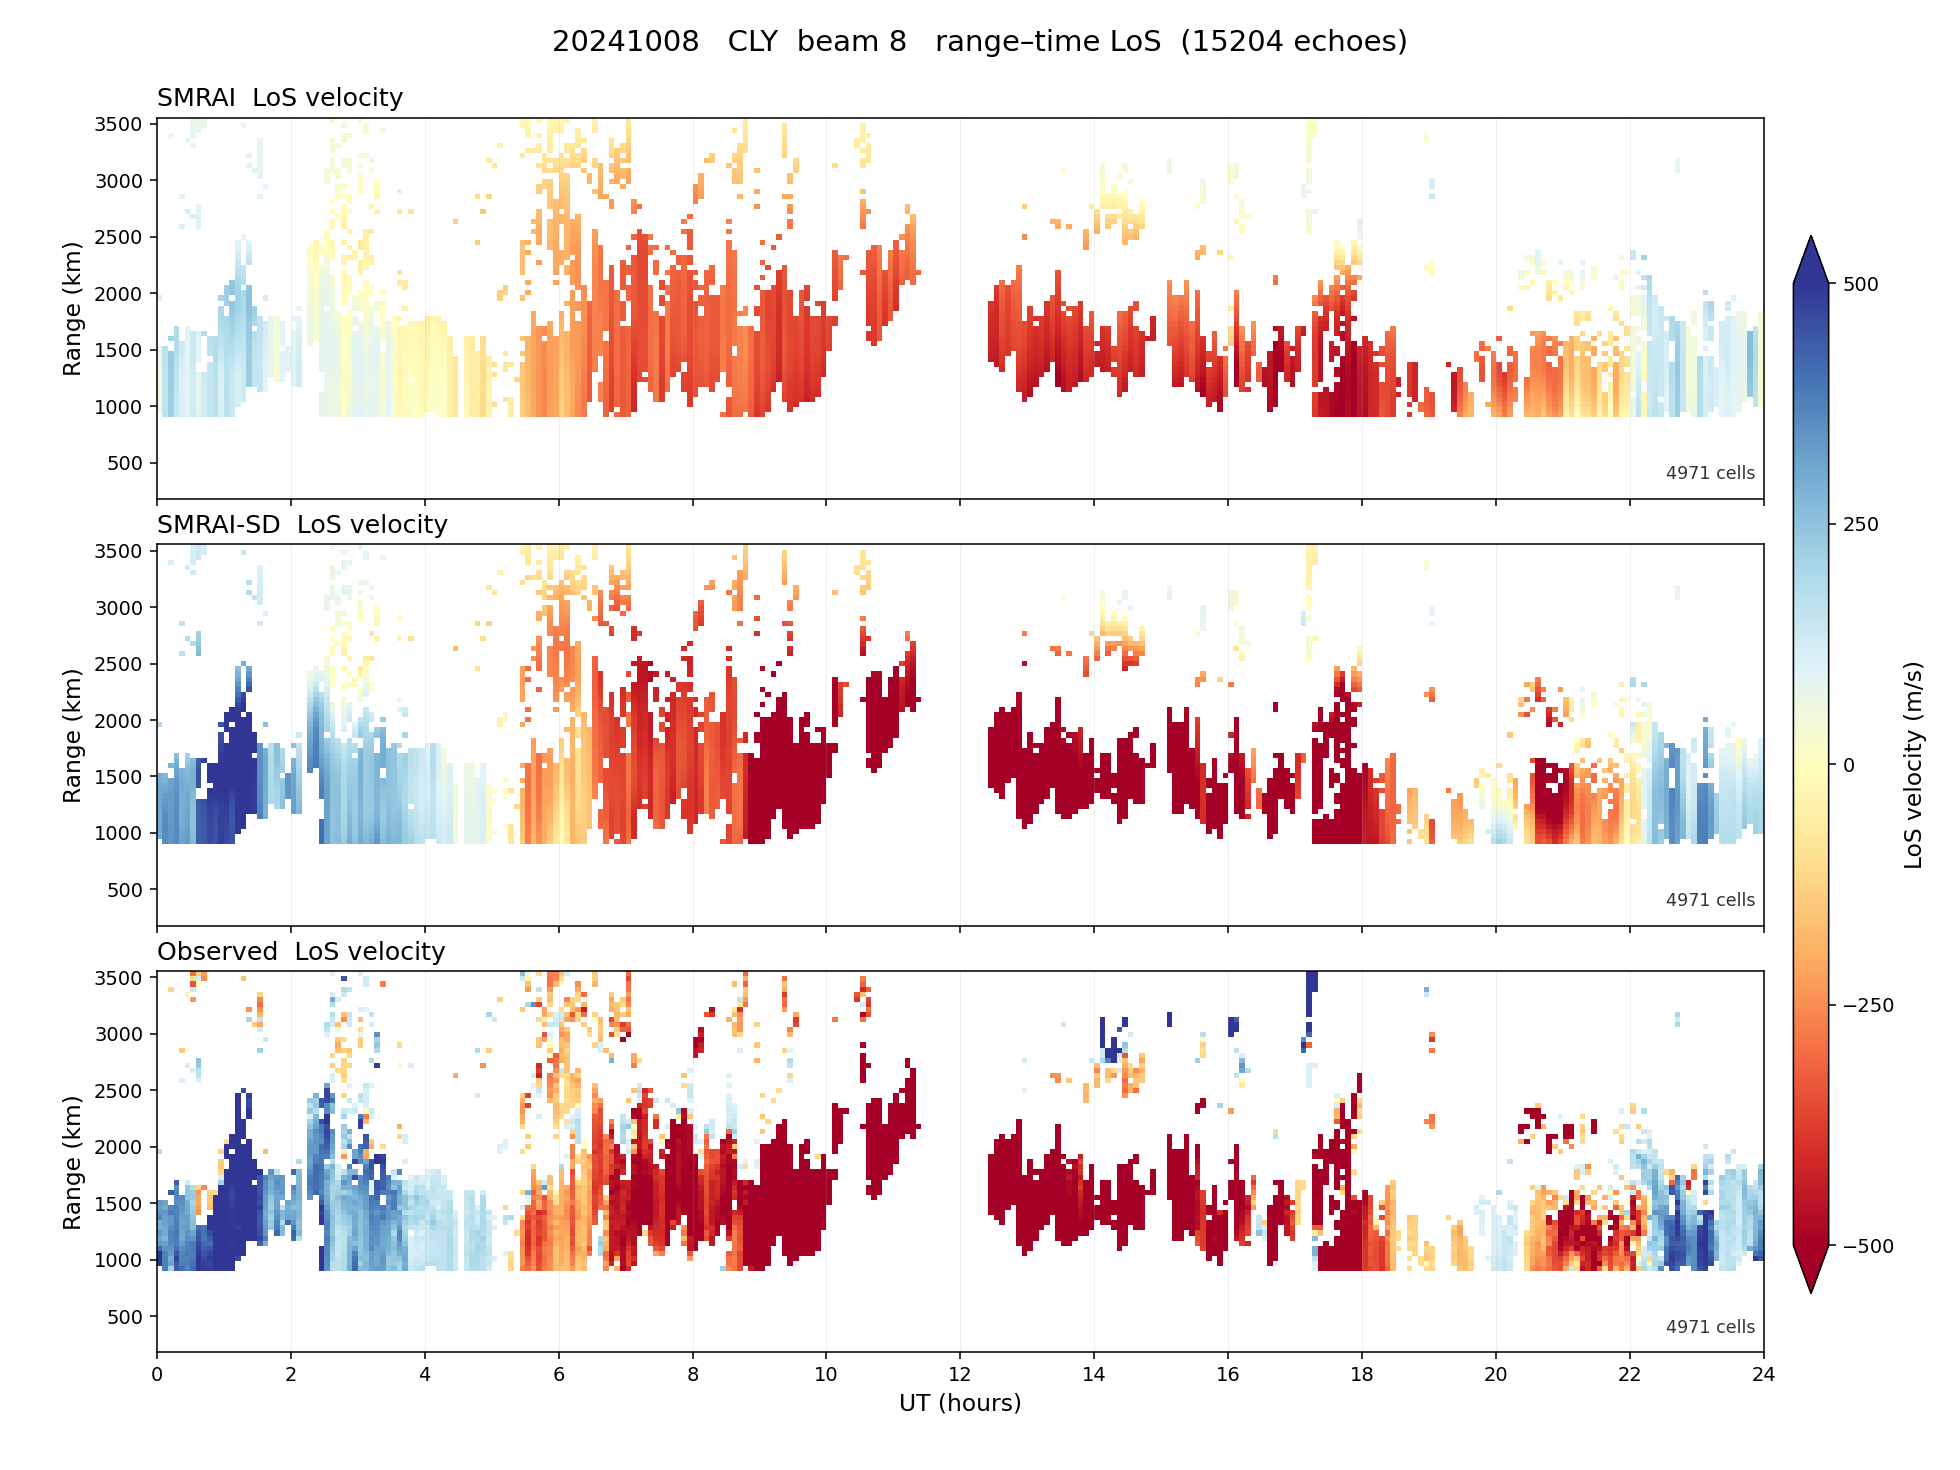 20241008   CLY  beam 8   range–time LoS  (15204 echoes)
SMRAI  LoS velocity
3500
3000
2500
2000
1500
1000
500
Range (km)
4971 cells
SMRAI-SD  LoS velocity
3500
3000
2500
2000
1500
1000
500
Range (km)
4971 cells
Observed  LoS velocity
3500
3000
2500
2000
1500
1000
500
Range (km)
4971 cells
0 2 4 6 8 10 12 14 16 18 20 22 24
UT (hours)
500
250
0
−250
−500
LoS velocity (m/s)